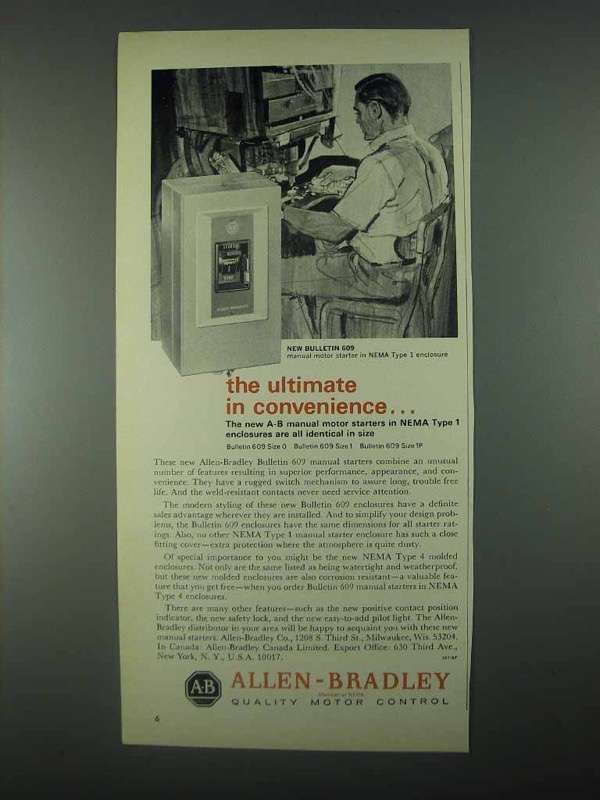 NEW BULLETIN 609
manual motor starter in NEMA Type 1 enclosure
the ultimate
in convenience...
The new A-B manual motor starters in NEMA Type 1
enclosures are all identical in size
Bulletin 609 Size 0 Bulletin 609 Size 1 Bulletin 609 Size 1P
These new Allen-Bradley Bulletin 609 manual starters combine an unusual
number of features resulting in superior performance, appearance, and con-
venience. They have a rugged switch mechanism to assure long, trouble free
life. And the weld-resistant contacts never need service attention.
The modern styling of these new Bulletin 609 enclosures have a definite
sales advantage wherever they are installed. And to simplify your design prob-
lems, the Bulletin 609 enclosures have the same dimensions for all starter rat-
ings. Also, no other NEMA Type 1 manual starter enclosure has such a close
fitting cover—extra protection where the atmosphere is quite dusty.
Of special importance to you might be the new NEMA Type 4 molded
enclosures. Not only are the same listed as being watertight and weatherproof,
but these new molded enclosures are also corrosion resistant—a valuable fea-
ture that you get free—when you order Bulletin 609 manual starters in NEMA
Type 4 enclosures.
There are many other features—such as the new positive contact position
indicator, the new safety lock, and the new easy-to-add pilot light. The Allen-
Bradley distributor in your area will be happy to acquaint you with these new
manual starters. Allen-Bradley Co., 1208 S. Third St., Milwaukee, Wis. 53204.
In Canada: Allen-Bradley Canada Limited. Export Office: 630 Third Ave.,
New York, N. Y., U.S.A. 10017.
A-B
ALLEN-BRADLEY
Member of NEMA
QUALITY MOTOR CONTROL
6